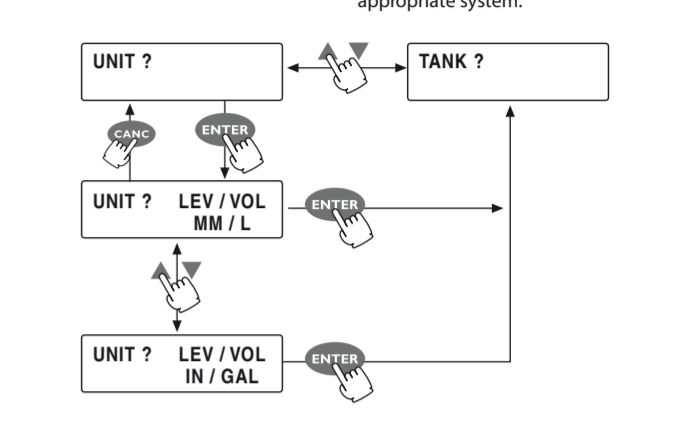 appropriate system.
UNIT ?
TANK ?
CANC
ENTER
UNIT ? LEV / VOL
MM / L
ENTER
UNIT ? LEV / VOL
IN / GAL
ENTER